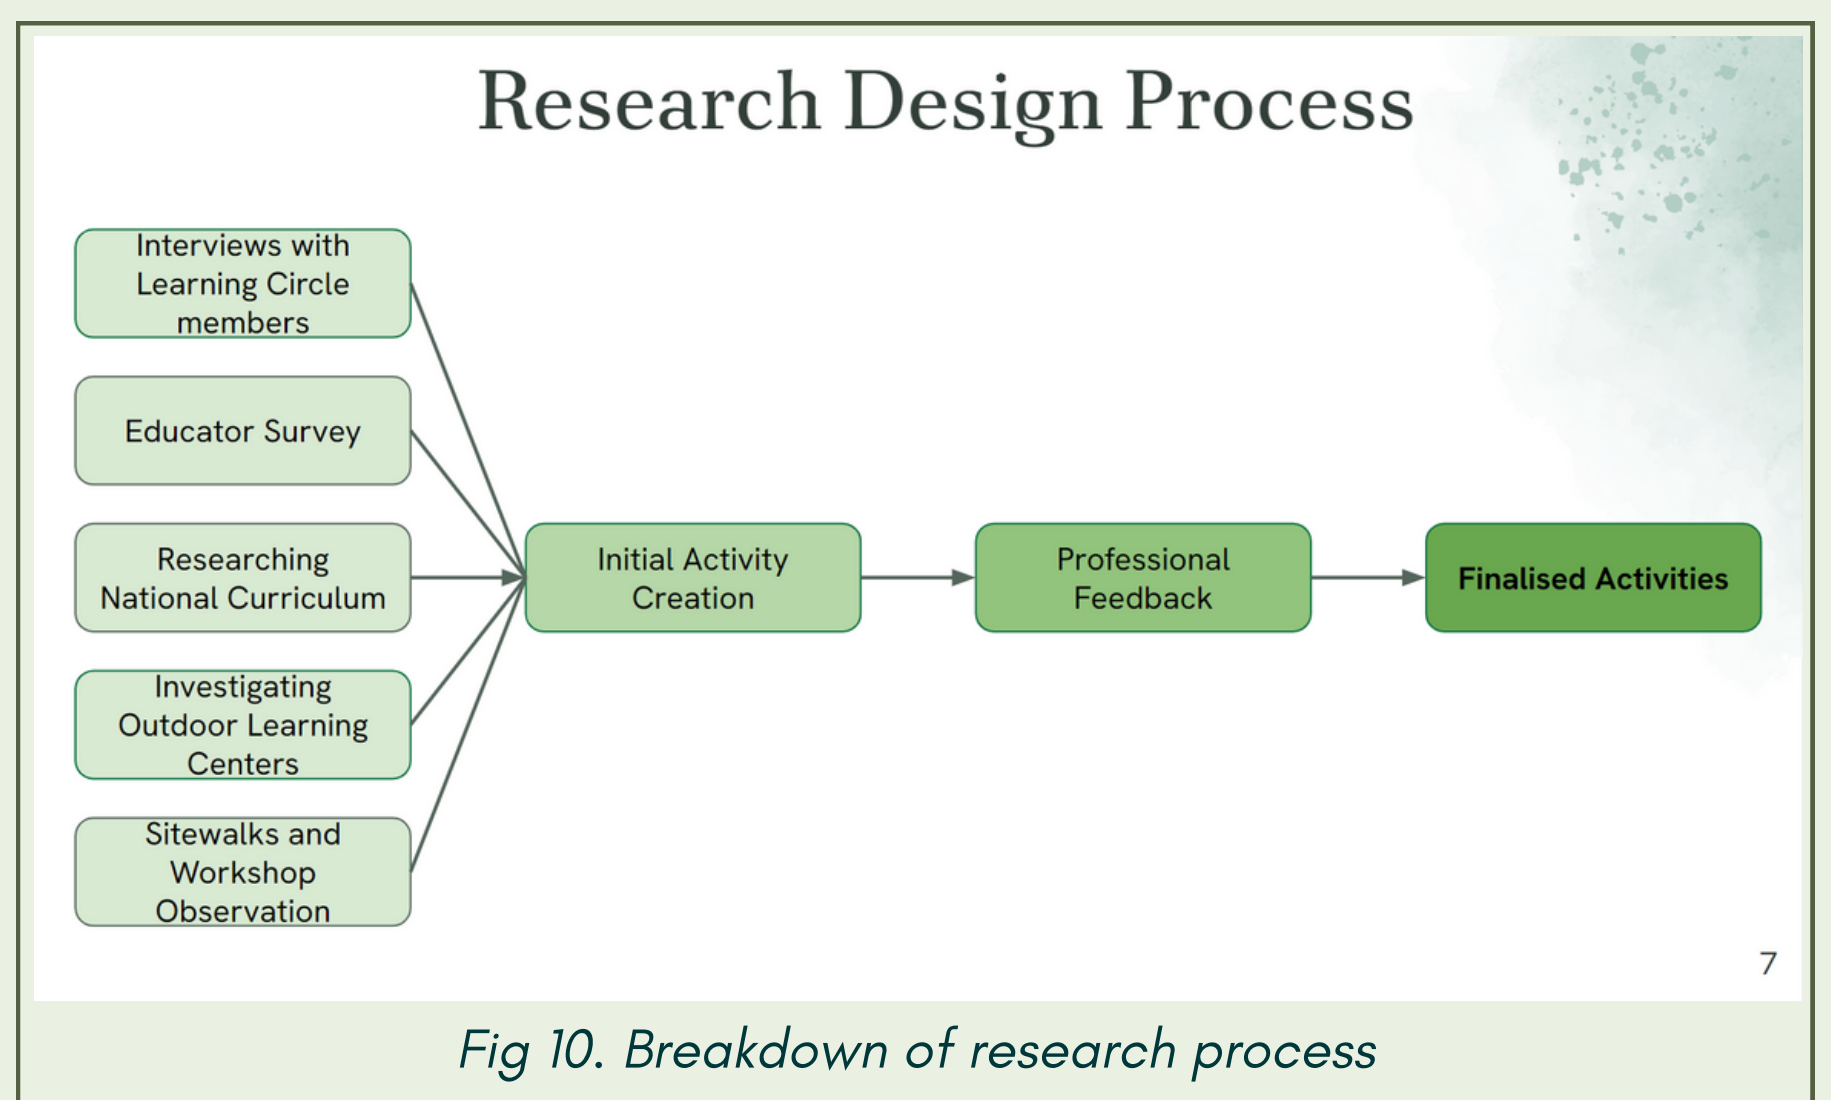 Research Design Process
Interviews with
Learning Circle
members
Educator Survey
Researching
National Curriculum
Investigating
Outdoor Learning
Centers
Sitewalks and
Workshop
Observation
Initial Activity
Creation
Professional
Feedback
Finalised Activities
7
Fig 10. Breakdown of research process